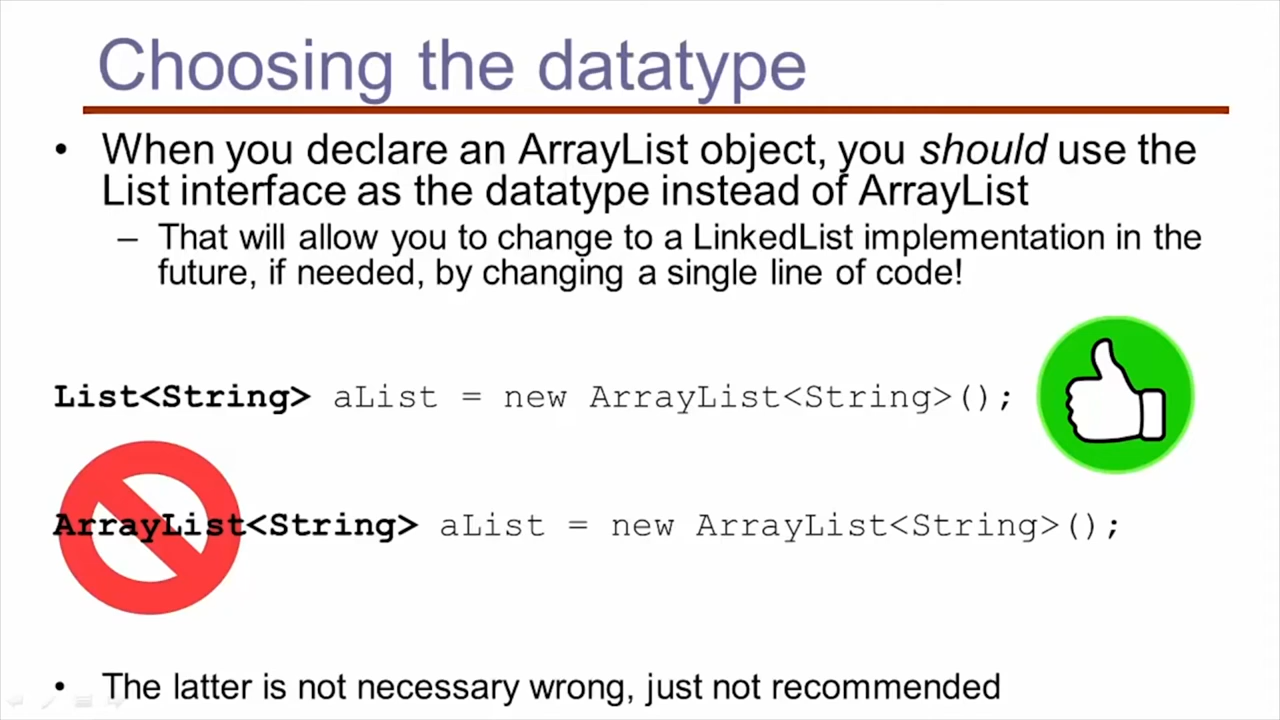 Choosing the datatype
• When you declare an ArrayList object, you should use the
List interface as the datatype instead of ArrayList
– That will allow you to change to a LinkedList implementation in the
future, if needed, by changing a single line of code!
List<String> aList = new ArrayList<String>();
ArrayList<String> aList = new ArrayList<String>();
• The latter is not necessary wrong, just not recommended